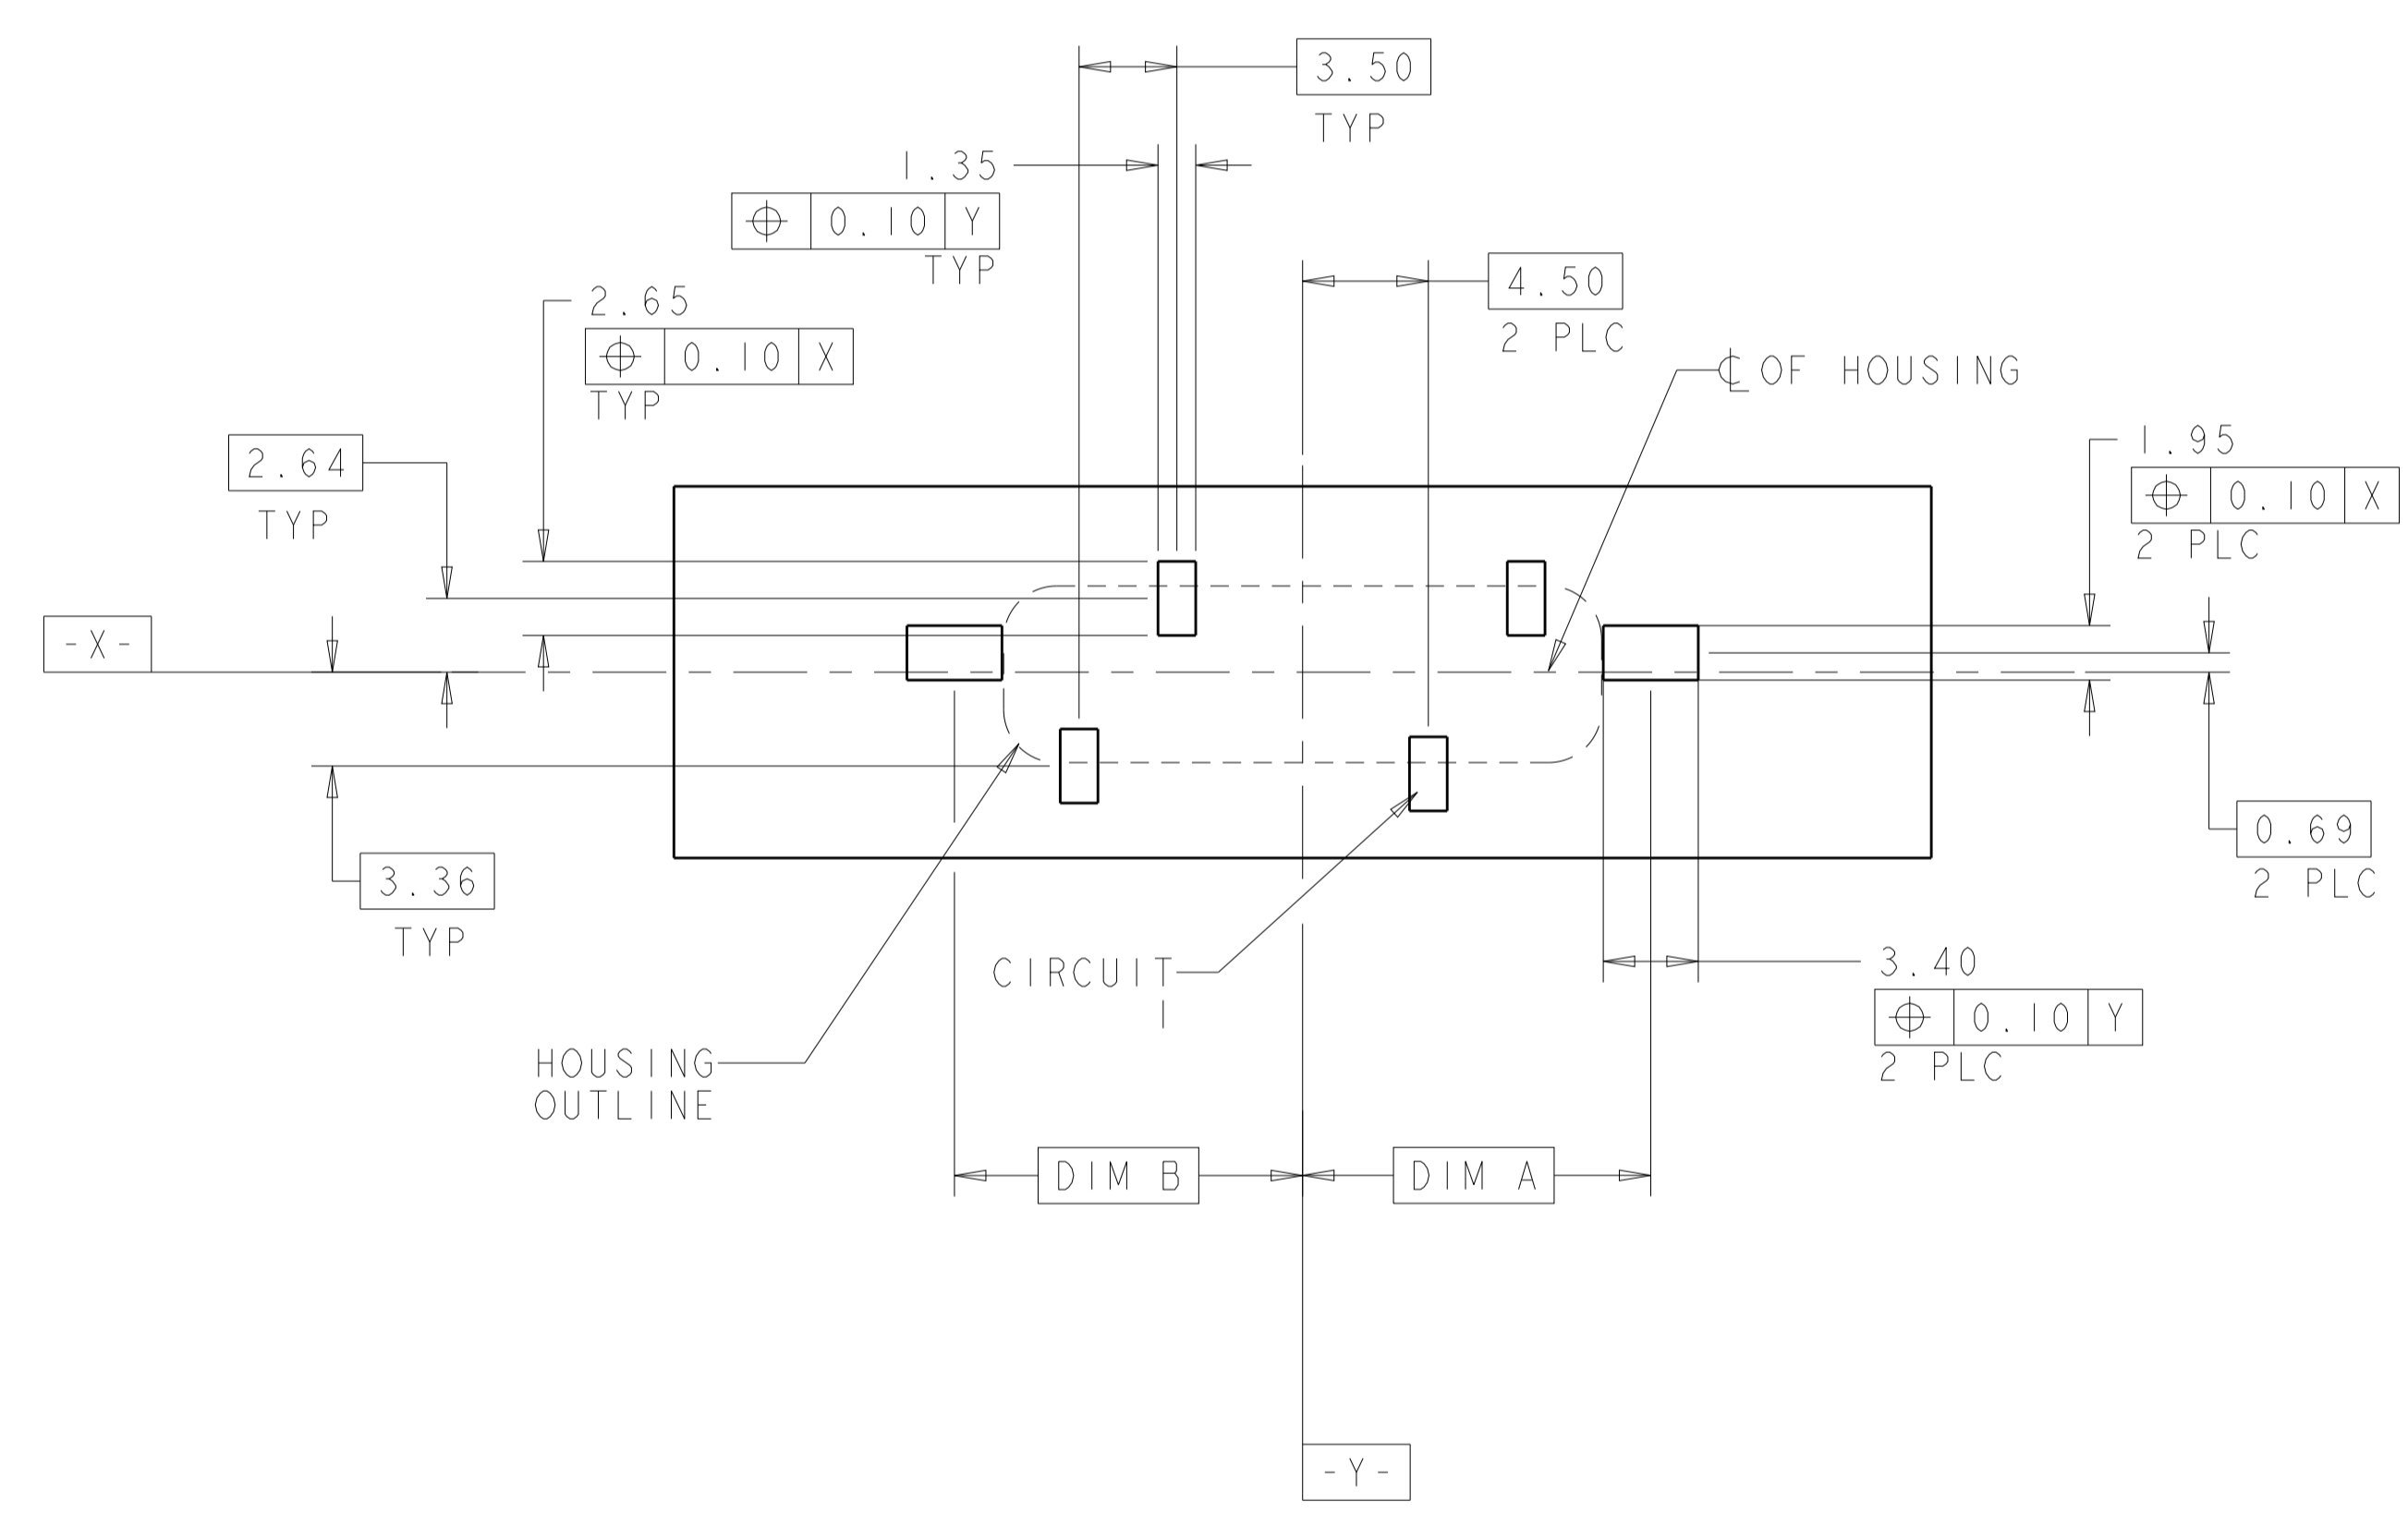 3.50
TYP
1.35
⌖ 0.10 Y
TYP
4.50
2 PLC
2.65
⌖ 0.10 X
TYP
℄ OF HOUSING
2.64
TYP
1.95
⌖ 0.10 X
2 PLC
-X-
0.69
2 PLC
3.36
TYP
CIRCUIT
1
3.40
⌖ 0.10 Y
2 PLC
HOUSING
OUTLINE
DIM B
DIM A
-Y-